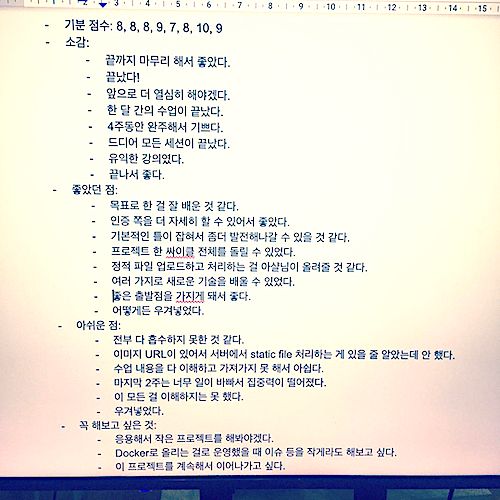 - 기분 점수: 8, 8, 8, 9, 7, 8, 10, 9
- 소감:
- 끝까지 마무리 해서 좋았다.
- 끝났다!
- 앞으로 더 열심히 해야겠다.
- 한 달 간의 수업이 끝났다.
- 4주동안 완주해서 기쁘다.
- 드디어 모든 세션이 끝났다.
- 유익한 강의였다.
- 끝나서 좋다.
- 좋았던 점:
- 목표로 한 걸 잘 배운 것 같다.
- 인증 쪽을 더 자세히 할 수 있어서 좋았다.
- 기본적인 틀이 잡혀서 좀더 발전해나갈 수 있을 것 같다.
- 프로젝트 한 싸이클 전체를 돌릴 수 있었다.
- 정적 파일 업로드하고 처리하는 걸 아샬님이 올려줄 것 같다.
- 여러 가지로 새로운 기술을 배울 수 있었다.
- 좋은 출발점을 가지게 돼서 좋다.
- 어떻게든 우겨넣었다.
- 아쉬운 점:
- 전부 다 흡수하지 못한 것 같다.
- 이미지 URL이 있어서 서버에서 static file 처리하는 게 있을 줄 알았는데 안 했다.
- 수업 내용을 다 이해하고 가져가지 못 해서 아쉽다.
- 마지막 2주는 너무 일이 바빠서 집중력이 떨어졌다.
- 이 모든 걸 이해하지는 못 했다.
- 우겨넣었다.
- 꼭 해보고 싶은 것:
- 응용해서 작은 프로젝트를 해봐야겠다.
- Docker로 올리는 걸로 운영했을 때 이슈 등을 작게라도 해보고 싶다.
- 이 프로젝트를 계속해서 이어나가고 싶다.